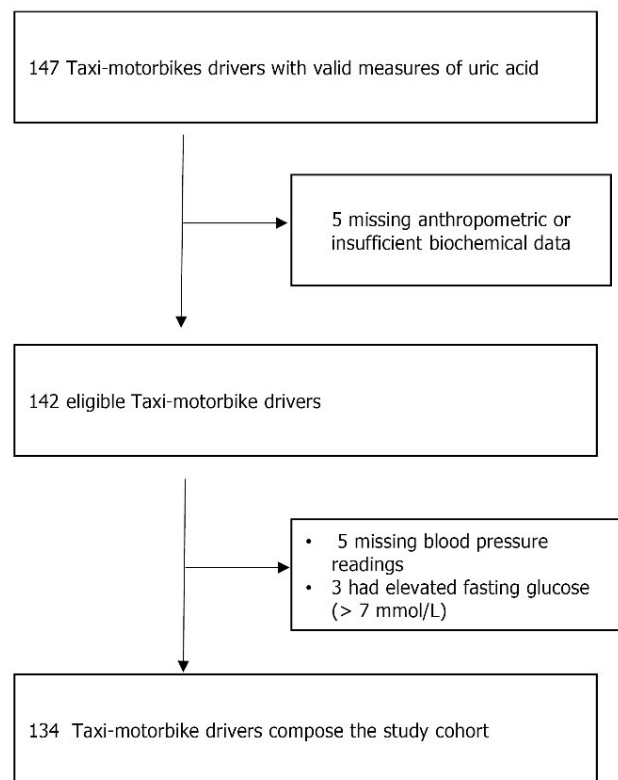 147 Taxi-motorbikes drivers with valid measures of uric acid
5 missing anthropometric or
insufficient biochemical data
142 eligible Taxi-motorbike drivers
• 5 missing blood pressure
readings
• 3 had elevated fasting glucose
(> 7 mmol/L)
134 Taxi-motorbike drivers compose the study cohort